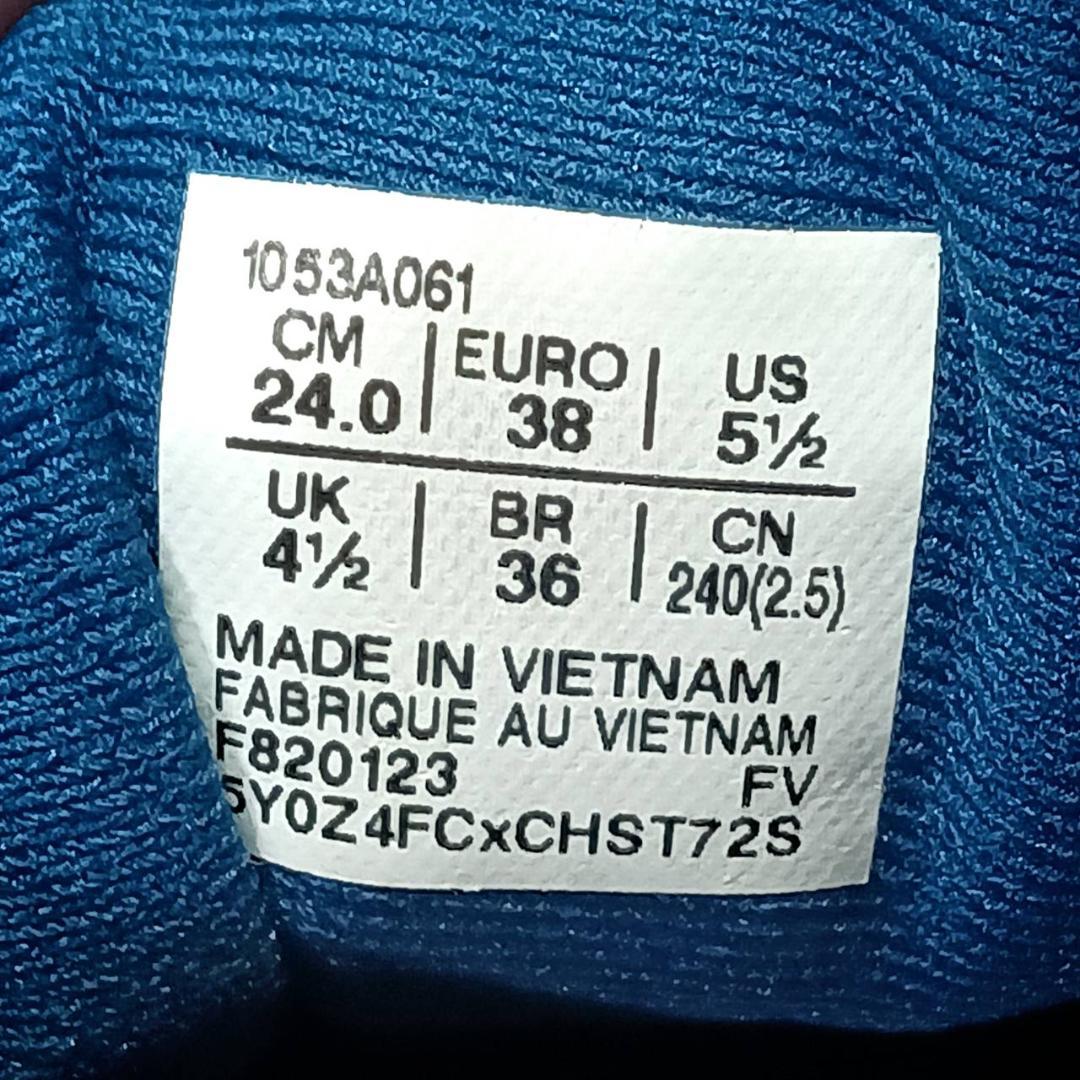 1053A061
CM | EURO | US
24.0 | 38 | 5½
UK | BR | CN
4½ | 36 | 240(2.5)
MADE IN VIETNAM
FABRIQUE AU VIETNAM
F820123 FV
5Y0Z4FCxCHST72S